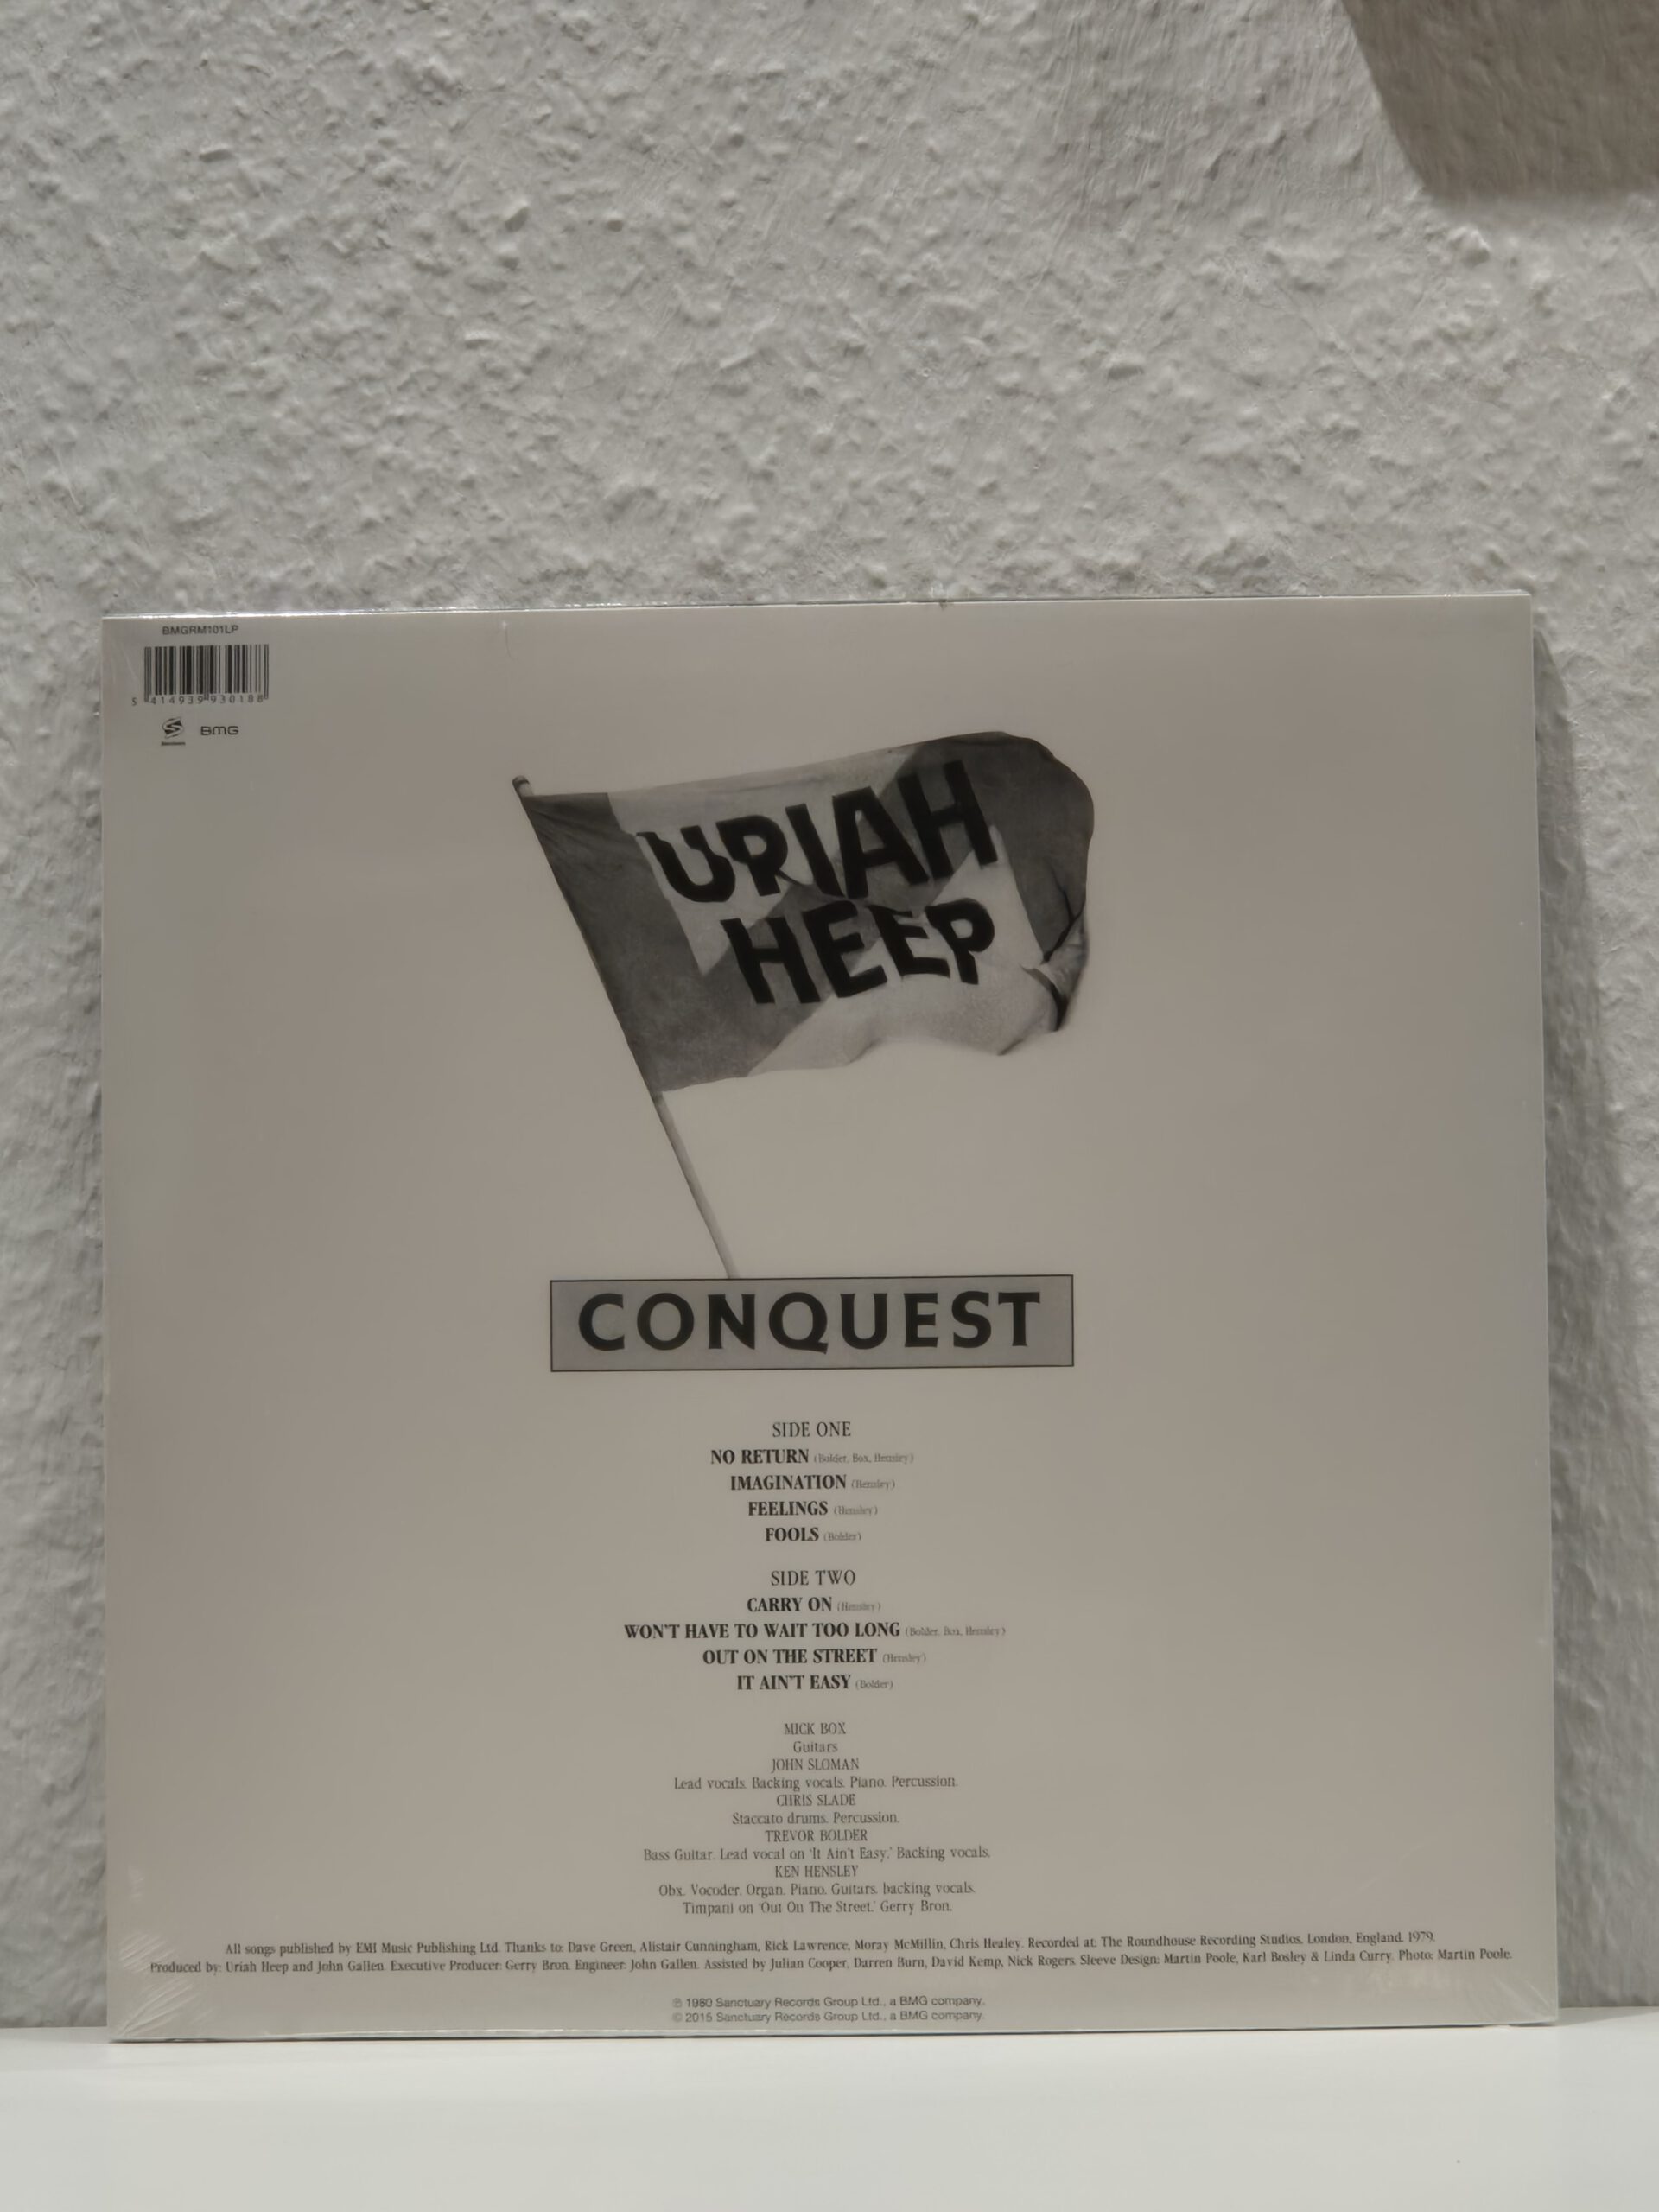 BMGRM101LP
5 414939 930188
BMG
URIAH
HEEP
CONQUEST
SIDE ONE
NO RETURN (Bolder, Box, Hensley)
IMAGINATION (Hensley)
FEELINGS (Hensley)
FOOLS (Bolder)
SIDE TWO
CARRY ON (Hensley)
WON'T HAVE TO WAIT TOO LONG (Bolder, Box, Hensley)
OUT ON THE STREET (Hensley)
IT AIN'T EASY (Bolder)
MICK BOX
Guitars
JOHN SLOMAN
Lead vocals. Backing vocals. Piano. Percussion.
CHRIS SLADE
Staccato drums. Percussion.
TREVOR BOLDER
Bass Guitar. Lead vocal on 'It Ain't Easy.' Backing vocals.
KEN HENSLEY
Obx. Vocoder. Organ. Piano. Guitars. backing vocals.
Timpani on 'Out On The Street.' Gerry Bron.
All songs published by EMI Music Publishing Ltd. Thanks to: Dave Green, Alistair Cunningham, Rick Lawrence, Moray McMillin, Chris Healey. Recorded at: The Roundhouse Recording Studios, London, England. 1979.
Produced by: Uriah Heep and John Gallen. Executive Producer: Gerry Bron. Engineer: John Gallen. Assisted by Julian Cooper, Darren Burn, David Kemp, Nick Rogers. Sleeve Design: Martin Poole, Karl Bosley & Linda Curry. Photo: Martin Poole.
℗ 1980 Sanctuary Records Group Ltd., a BMG company.
© 2015 Sanctuary Records Group Ltd., a BMG company.